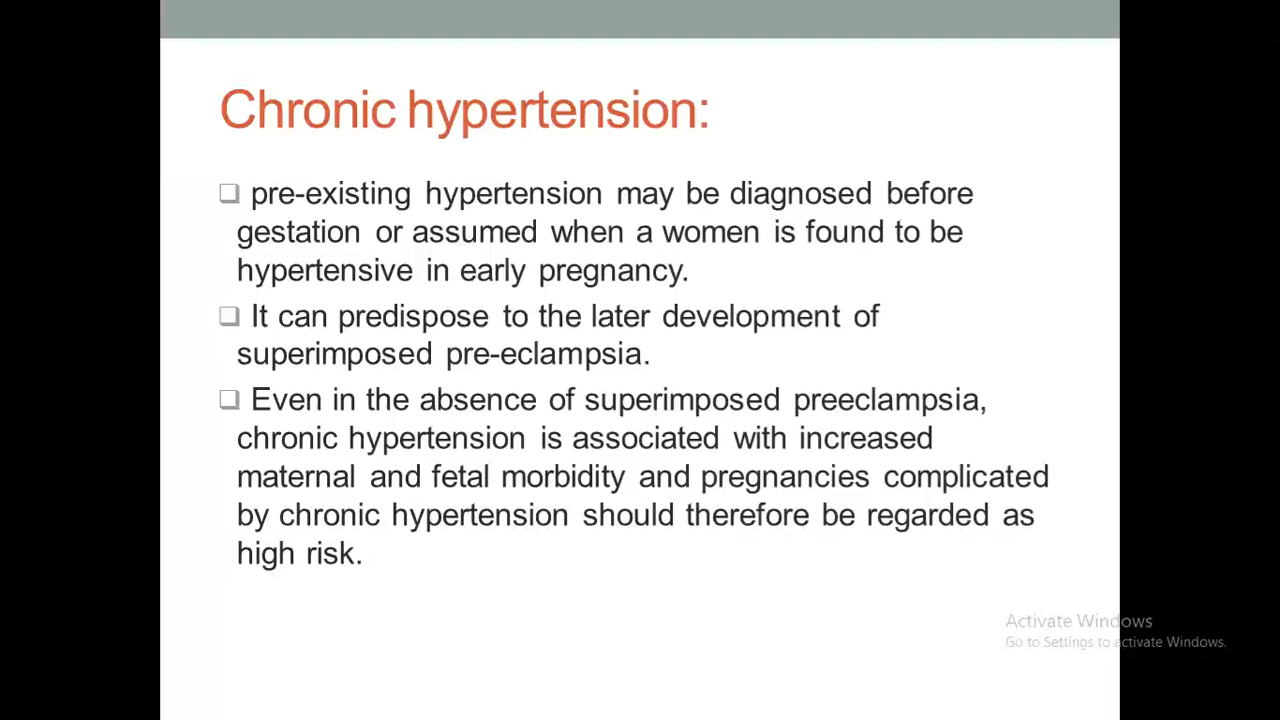 Chronic hypertension:
❑ pre-existing hypertension may be diagnosed before
gestation or assumed when a women is found to be
hypertensive in early pregnancy.
❑ It can predispose to the later development of
superimposed pre-eclampsia.
❑ Even in the absence of superimposed preeclampsia,
chronic hypertension is associated with increased
maternal and fetal morbidity and pregnancies complicated
by chronic hypertension should therefore be regarded as
high risk.
Activate Windows
Go to Settings to activate Windows.